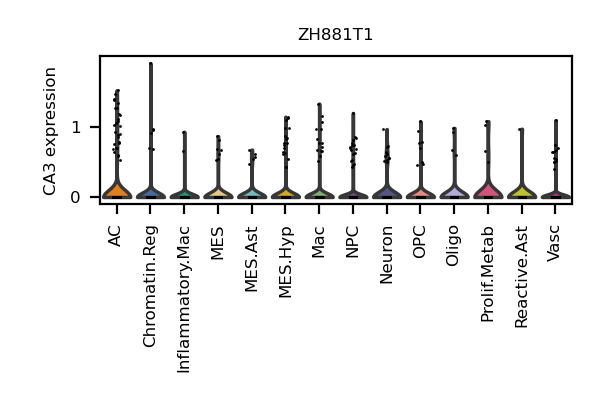 ZH881T1
CA3 expression
1
0
AC
Chromatin.Reg
Inflammatory.Mac
MES
MES.Ast
MES.Hyp
Mac
NPC
Neuron
OPC
Oligo
Prolif.Metab
Reactive.Ast
Vasc